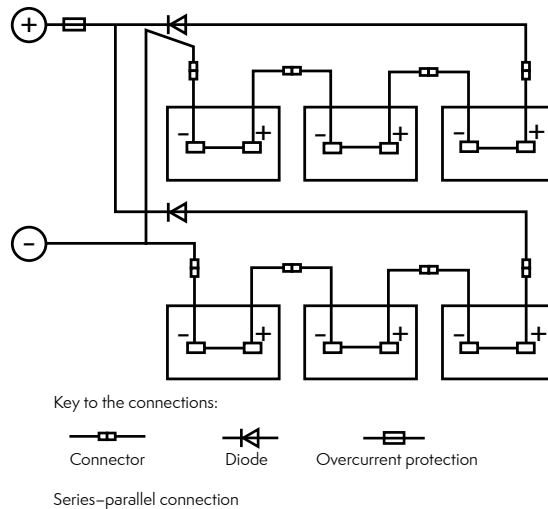 +
- + - + - +
-
- + - + - +
Key to the connections:
Connector Diode Overcurrent protection
Series–parallel connection